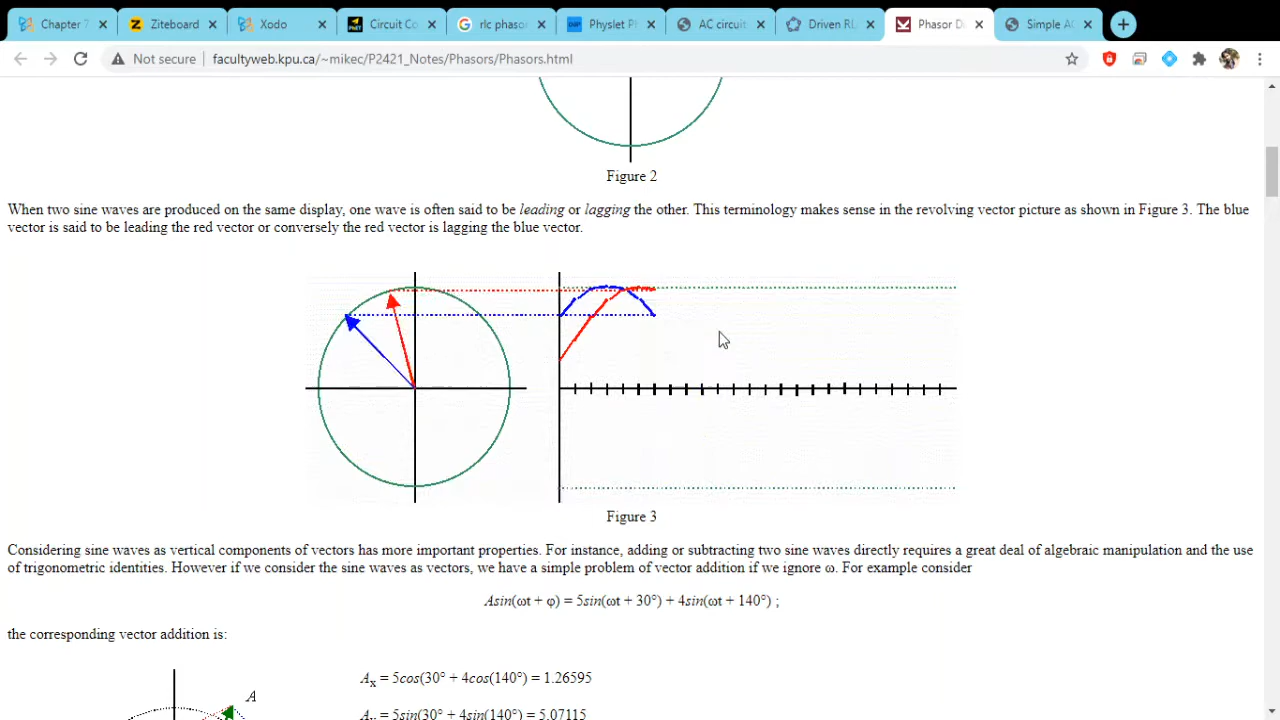 Chapter 7
Ziteboard
Xodo
Circuit Co
rlc phasor
Physlet Ph
AC circuit
Driven RL
Phasor D
Simple AC
Not secure | facultyweb.kpu.ca/~mikec/P2421_Notes/Phasors/Phasors.html
Figure 2
When two sine waves are produced on the same display, one wave is often said to be leading or lagging the other. This terminology makes sense in the revolving vector picture as shown in Figure 3. The blue
vector is said to be leading the red vector or conversely the red vector is lagging the blue vector.
Figure 3
Considering sine waves as vertical components of vectors has more important properties. For instance, adding or subtracting two sine waves directly requires a great deal of algebraic manipulation and the use
of trigonometric identities. However if we consider the sine waves as vectors, we have a simple problem of vector addition if we ignore ω. For example consider
Asin(ωt + φ) = 5sin(ωt + 30°) + 4sin(ωt + 140°) ;
the corresponding vector addition is:
A
Ax = 5cos(30° + 4cos(140°) = 1.26595
Ay = 5sin(30° + 4sin(140°) = 5.07115